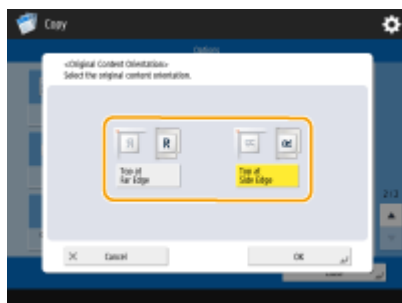 Copy
Options
<Original Content Orientation>
Select the original content orientation.
R R
Top at
Far Edge
Top at
Side Edge
2/3
Cancel
OK